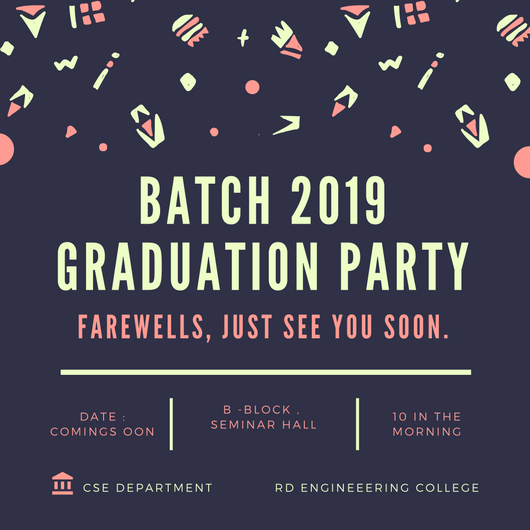 BATCH 2019
GRADUATION PARTY
FAREWELLS, JUST SEE YOU SOON.
DATE :
COMINGS OON
B -BLOCK ,
SEMINAR HALL
10 IN THE
MORNING
CSE DEPARTMENT
RD ENGINEEERING COLLEGE